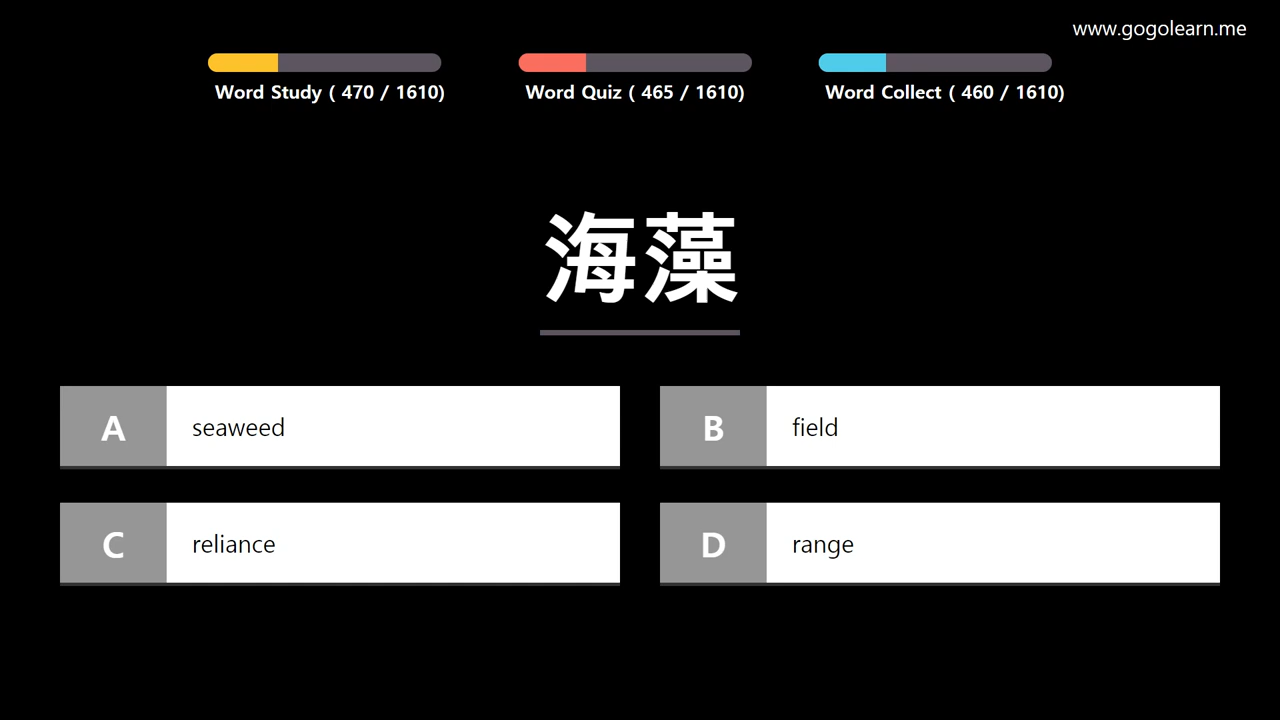 www.gogolearn.me
Word Study ( 470 / 1610)
Word Quiz ( 465 / 1610)
Word Collect ( 460 / 1610)
海藻
A seaweed
B field
C reliance
D range